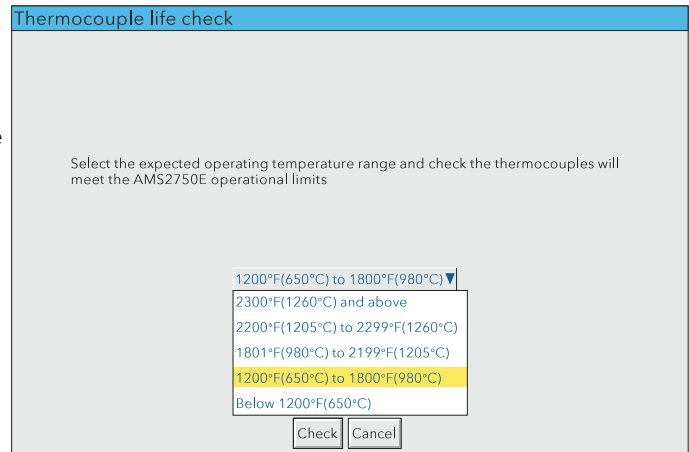 Thermocouple life check
e
Select the expected operating temperature range and check the thermocouples will
meet the AMS2750E operational limits
1200°F(650°C) to 1800°F(980°C)▼
2300°F(1260°C) and above
2200°F(1205°C) to 2299°F(1260°C)
1801°F(980°C) to 2199°F(1205°C)
1200°F(650°C) to 1800°F(980°C)
Below 1200°F(650°C)
Check Cancel